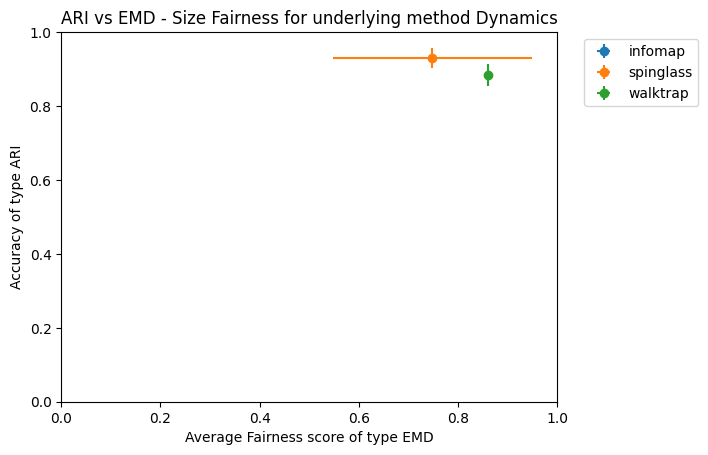 ARI vs EMD - Size Fairness for underlying method Dynamics
infomap
spinglass
walktrap
1.0
0.8
0.6
0.4
0.2
0.0
Accuracy of type ARI
0.0 0.2 0.4 0.6 0.8 1.0
Average Fairness score of type EMD